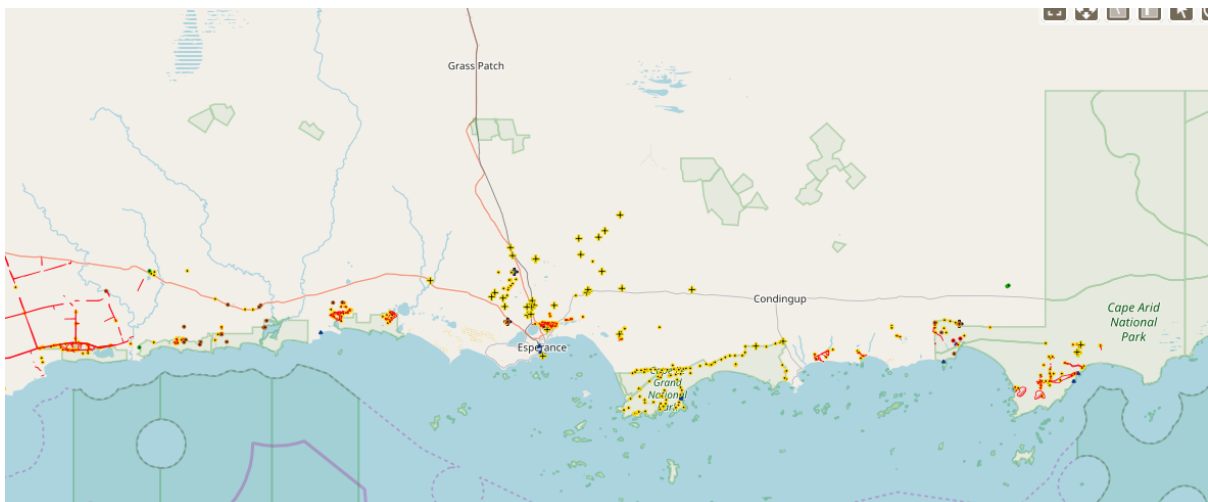 Grass Patch
Condingup
Cape Arid
National
Park
Esperance
Grand
National
Park